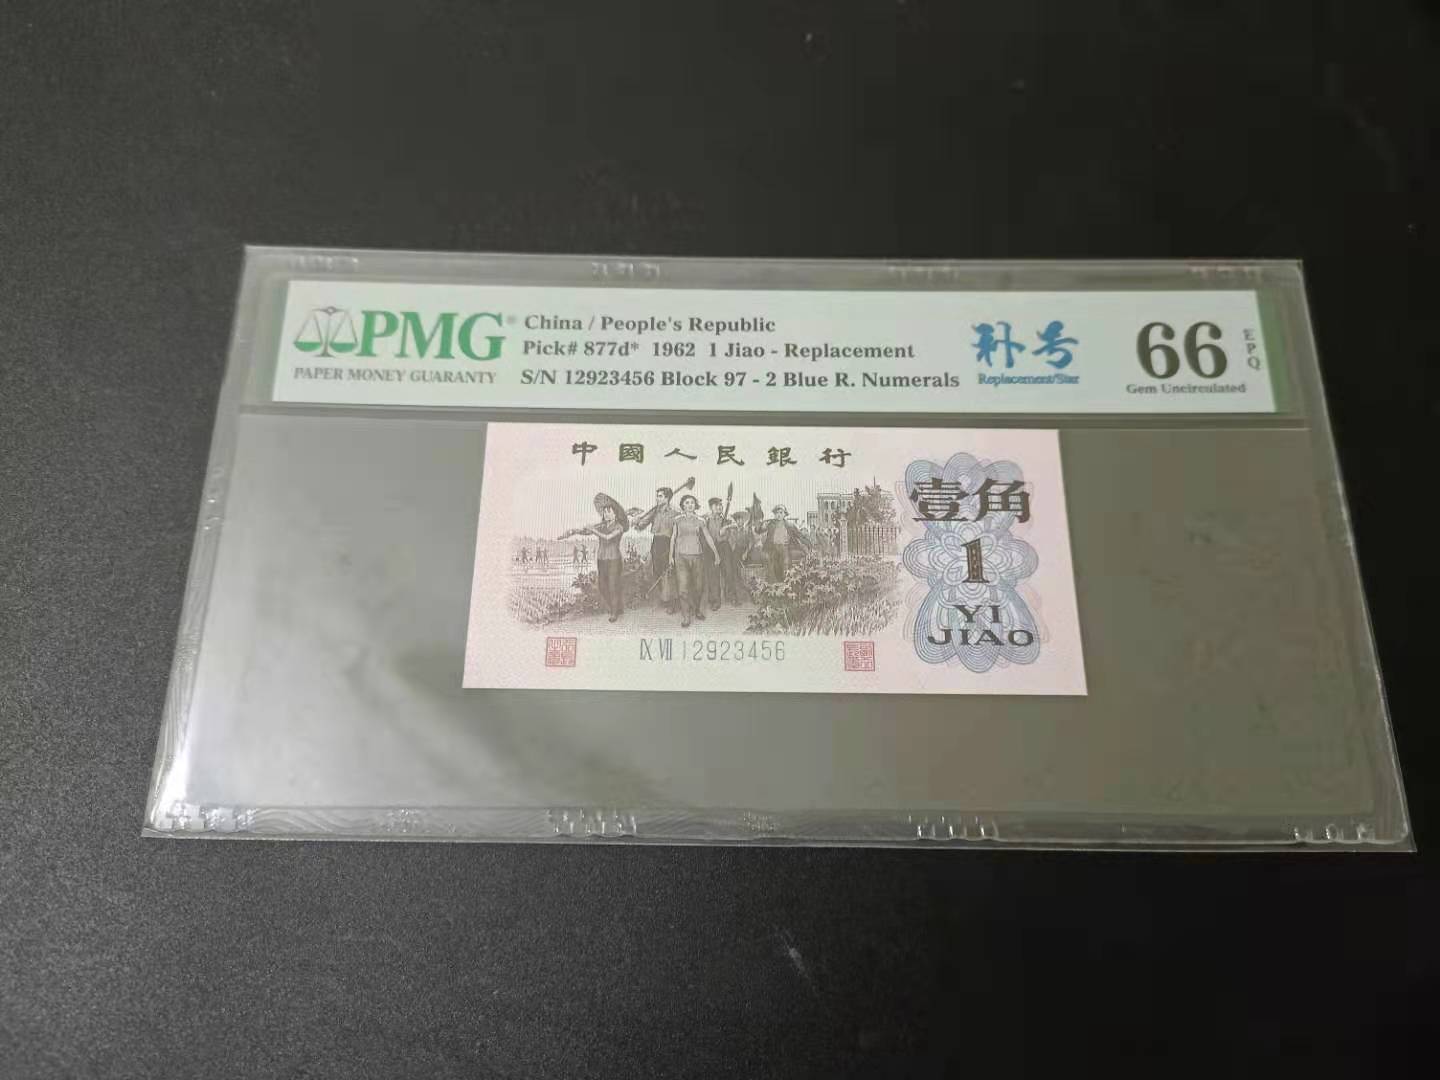 PMG
PAPER MONEY GUARANTY
China / People's Republic
Pick# 877d* 1962 1 Jiao - Replacement
S/N 12923456 Block 97 - 2 Blue R. Numerals
补号
Replacement/Star
66
EPQ
Gem Uncirculated
中國人民銀行
壹角
1
YI
JIAO
IX VII 12923456